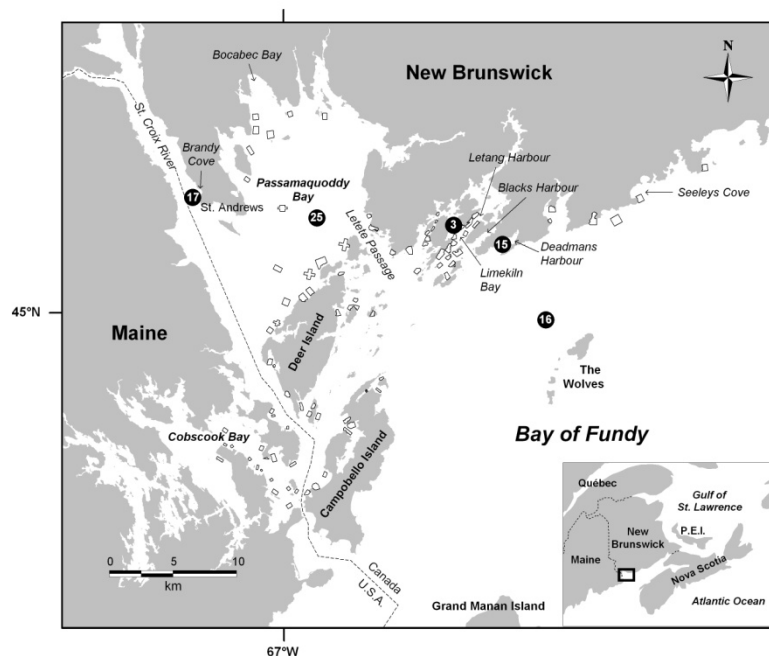 Bocabec Bay
New Brunswick
N
St. Croix River
Brandy
Cove
Letang Harbour
Passamaquoddy
Bay
Blacks Harbour
Seeleys Cove
17
St. Andrews
25
3
15
Letete Passage
Limekiln
Bay
Deadmans
Harbour
45°N
16
Maine
Deer Island
The
Wolves
Bay of Fundy
Cobscook Bay
Campobello Island
Québec
Gulf of
St. Lawrence
New
Brunswick
P.E.I.
Maine
Nova Scotia
Atlantic Ocean
0 5 10
km
Canada
U.S.A.
Grand Manan Island
67°W